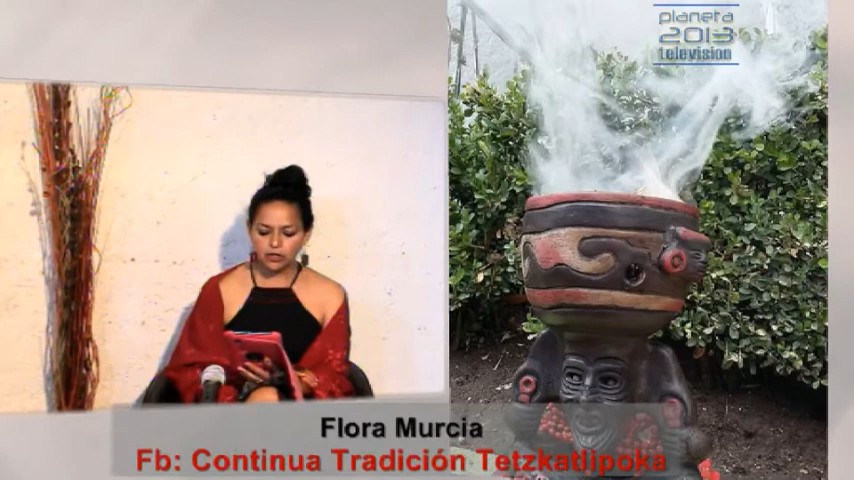 planeta
2013
television
Flora Murcia
Fb: Continua Tradición Tetzkatlipoka